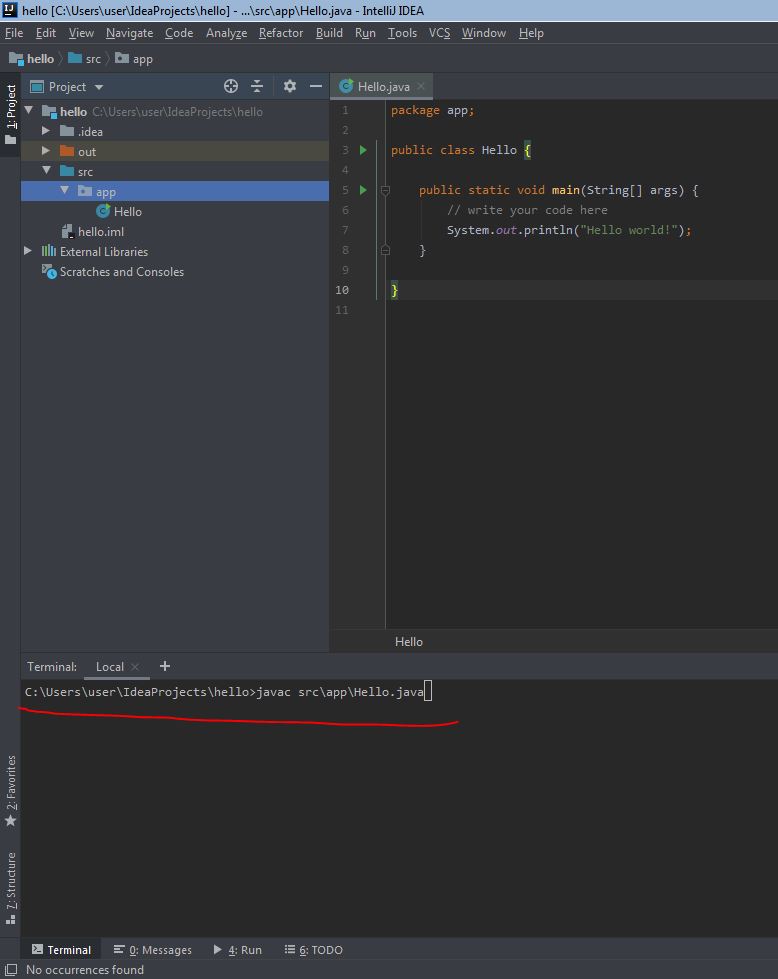 hello [C:\Users\user\IdeaProjects\hello] - ...\src\app\Hello.java - IntelliJ IDEA
File Edit View Navigate Code Analyze Refactor Build Run Tools VCS Window Help
hello src app
1: Project
Project
hello C:\Users\user\IdeaProjects\hello
.idea
out
src
app
Hello
hello.iml
External Libraries
Scratches and Consoles
Hello.java
1 package app;
2
3 public class Hello {
4
5 public static void main(String[] args) {
6 // write your code here
7 System.out.println("Hello world!");
8 }
9
10 }
11
Hello
Terminal: Local +
C:\Users\user\IdeaProjects\hello>javac src\app\Hello.java
2: Favorites
7: Structure
Terminal 0: Messages 4: Run 6: TODO
No occurrences found